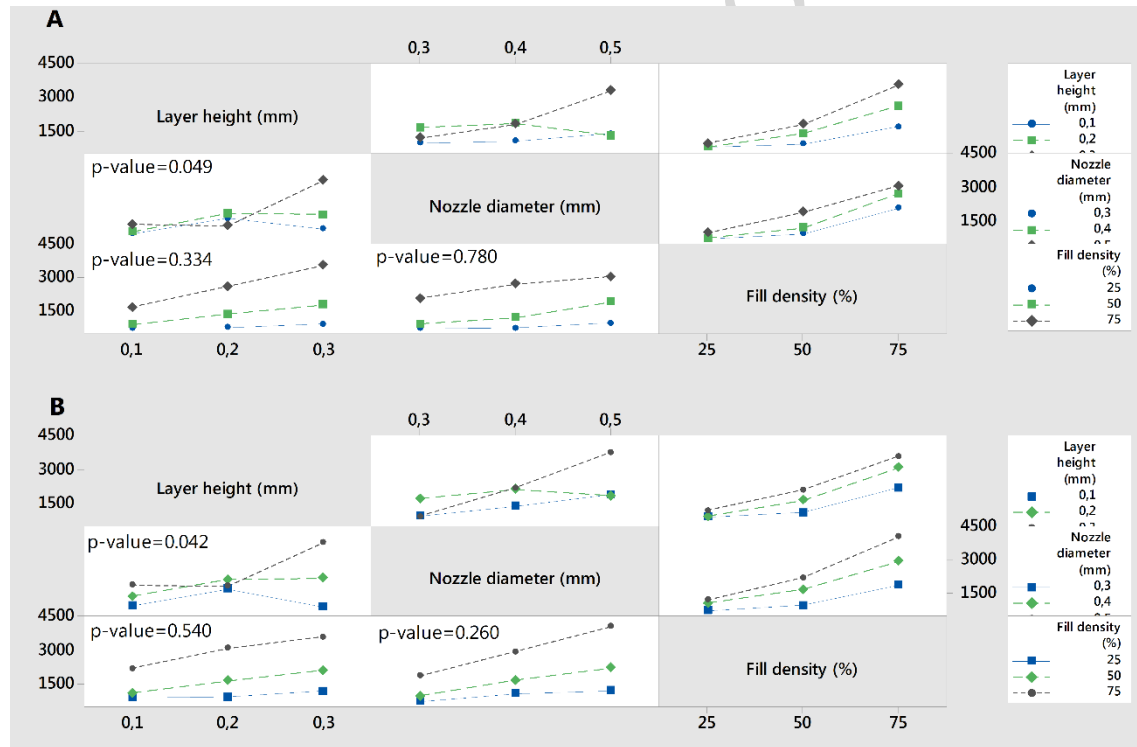 A
0,3 0,4 0,5
4500
3000
1500
Layer height (mm)
Layer
height
(mm)
0,1
0,2
p-value=0.049
Nozzle diameter (mm)
4500
3000
1500
Nozzle
diameter
(mm)
0,3
0,4
4500
3000
1500
p-value=0.334
p-value=0.780
Fill density (%)
Fill density
(%)
25
50
75
0,1 0,2 0,3
25 50 75
B
0,3 0,4 0,5
4500
3000
1500
Layer height (mm)
Layer
height
(mm)
0,1
0,2
p-value=0.042
Nozzle diameter (mm)
4500
3000
1500
Nozzle
diameter
(mm)
0,3
0,4
4500
3000
1500
p-value=0.540
p-value=0.260
Fill density (%)
Fill density
(%)
25
50
75
0,1 0,2 0,3
25 50 75